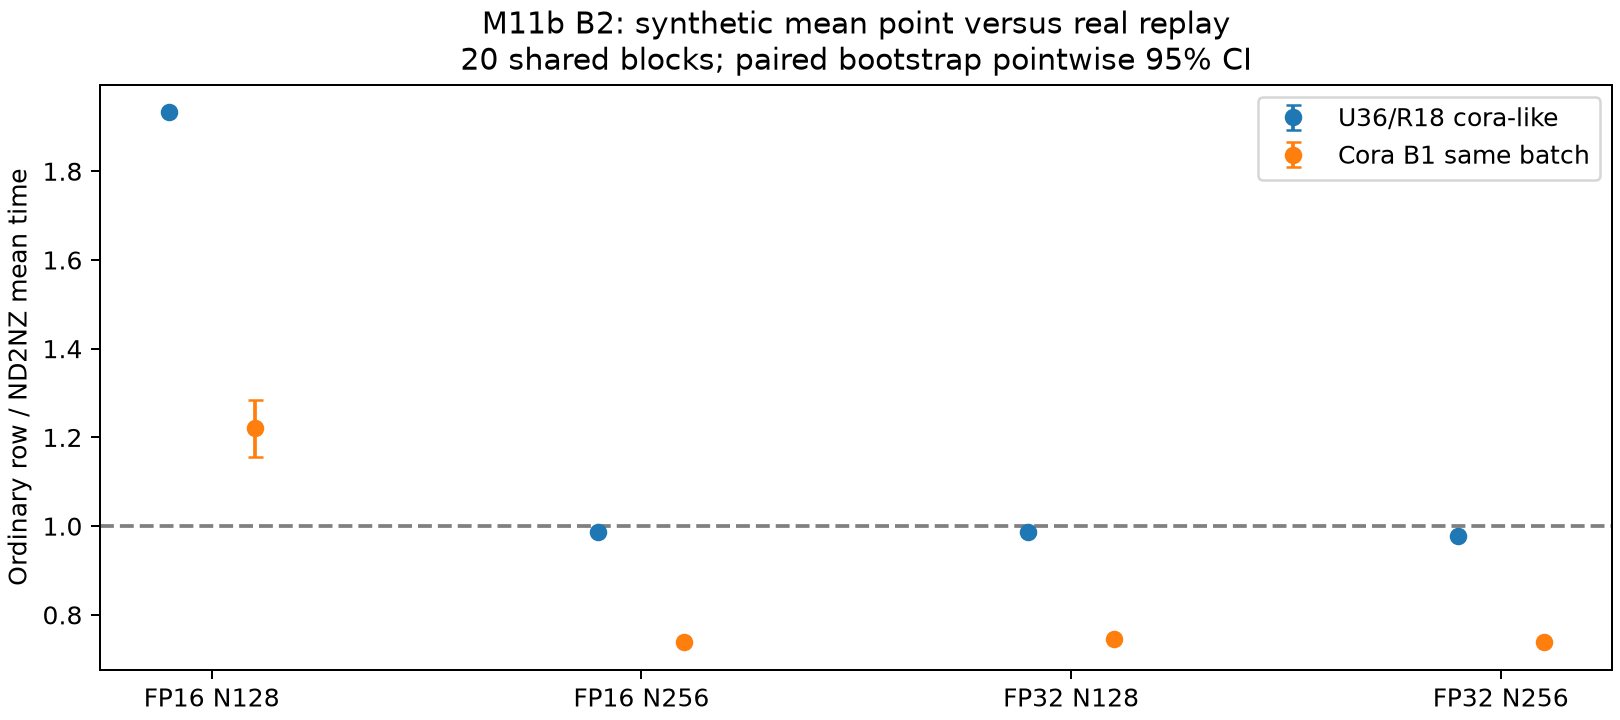 M11b B2: synthetic mean point versus real replay
20 shared blocks; paired bootstrap pointwise 95% CI
Ordinary row / ND2NZ mean time
1.8
1.6
1.4
1.2
1.0
0.8
U36/R18 cora-like
Cora B1 same batch
FP16 N128
FP16 N256
FP32 N128
FP32 N256